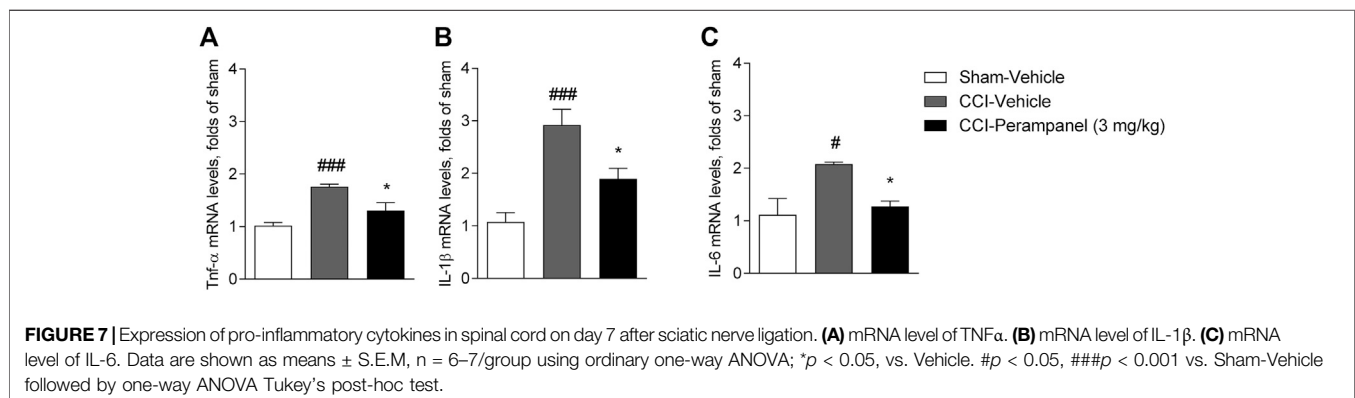 A
B
C
Tnf-α mRNA levels, folds of sham
4
3
2
1
0
###
*
IL-1β mRNA levels, folds of sham
4
3
2
1
0
###
*
IL-6 mRNA levels, folds of sham
4
3
2
1
0
#
*
Sham-Vehicle
CCI-Vehicle
CCI-Perampanel (3 mg/kg)
FIGURE 7 | Expression of pro-inflammatory cytokines in spinal cord on day 7 after sciatic nerve ligation. (A) mRNA level of TNFα. (B) mRNA level of IL-1β. (C) mRNA
level of IL-6. Data are shown as means ± S.E.M, n = 6–7/group using ordinary one-way ANOVA; *p < 0.05, vs. Vehicle. #p < 0.05, ###p < 0.001 vs. Sham-Vehicle
followed by one-way ANOVA Tukey's post-hoc test.